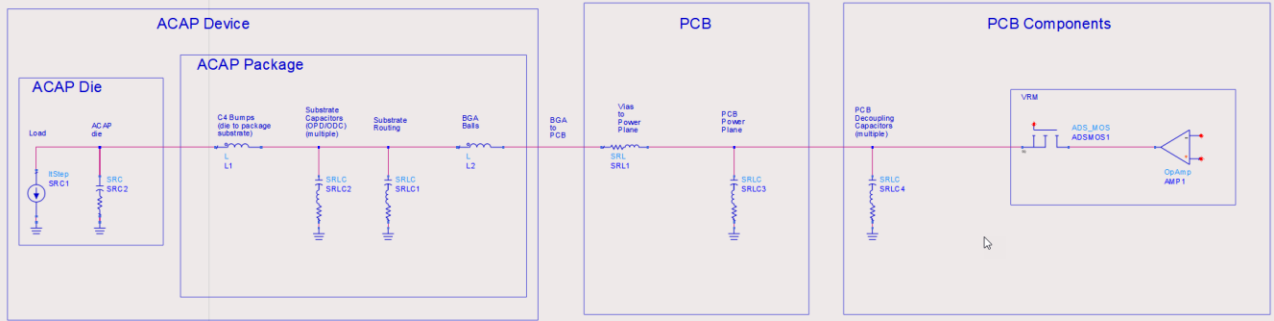 ACAP Device
PCB
PCB Components
ACAP Package
ACAP Die
VRM
Load
ACAP
die
C4 Bumps
(die to package
substrate)
Substrate
Capacitors
(OPD/ODC)
(multiple)
Substrate
Routing
BGA
Balls
BGA
to
PCB
Vias
to
Power
Plane
PCB
Power
Plane
PCB
Decoupling
Capacitors
(multiple)
ADS_MOS
ADSMOS1
L
L1
L
L2
SRL
SRL1
ItStep
SRC1
SRC
SRC2
SRLC
SRLC2
SRLC
SRLC1
SRLC
SRLC3
SRLC
SRLC4
OpAmp
AMP1